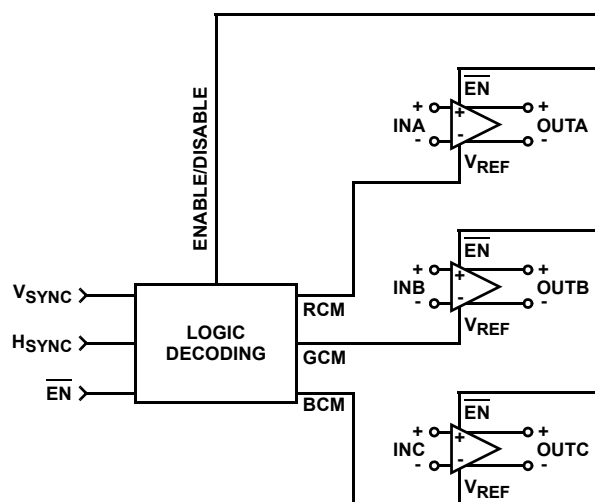 ENABLE/DISABLE
EN
+ +
INA + - OUTA
- -
VREF
EN
+ +
INB + - OUTB
- -
VREF
VSYNC
HSYNC
EN
LOGIC
DECODING
RCM
GCM
BCM
EN
+ +
INC + - OUTC
- -
VREF